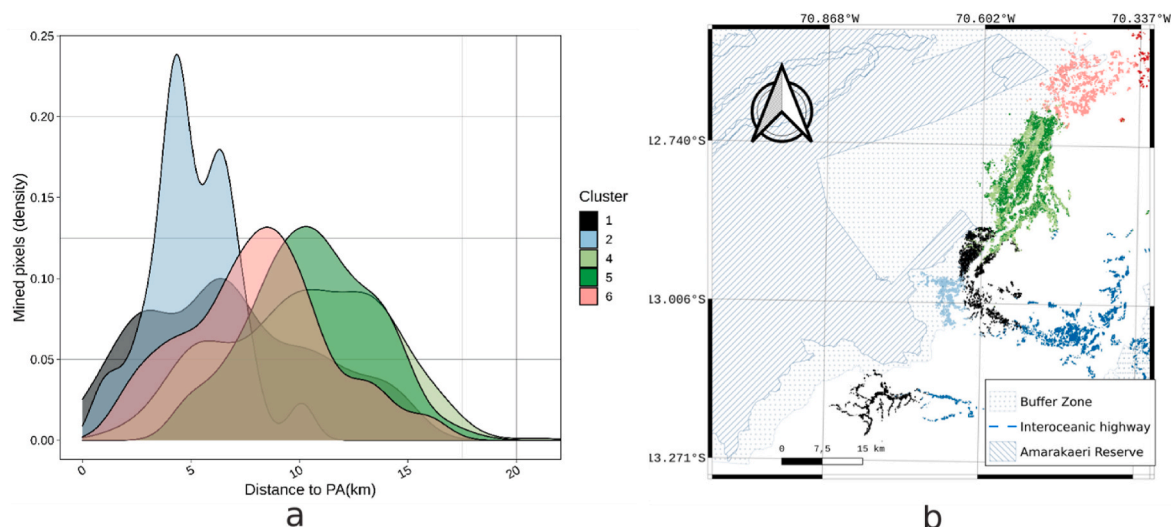 0.25
0.20
0.15
0.10
0.05
0.00
Mined pixels (density)
0
5
10
15
20
Distance to PA(km)
Cluster
1
2
4
5
6
a
70.868°W
70.602°W
70.337°W
12.740°S
13.006°S
13.271°S
0 7,5 15 km
Buffer Zone
Interoceanic highway
Amarakaeri Reserve
b